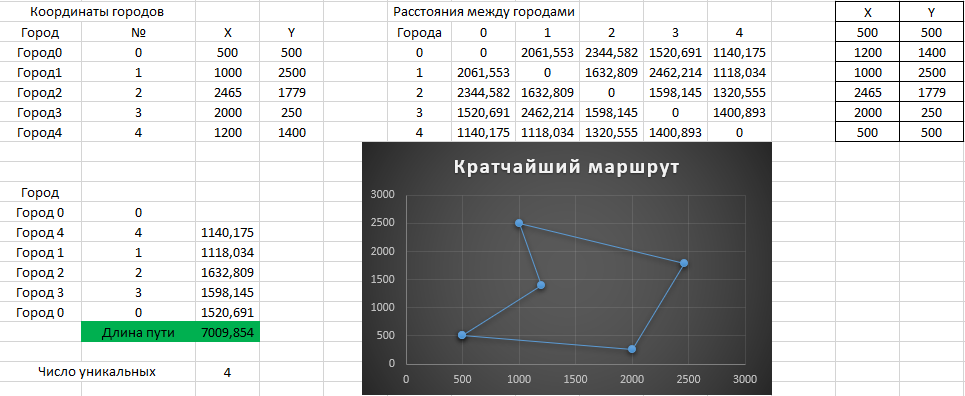 Координаты городов Расстояния между городами X Y
Город № X Y Города 0 1 2 3 4 500 500
Город0 0 500 500 0 0 2061,553 2344,582 1520,691 1140,175 1200 1400
Город1 1 1000 2500 1 2061,553 0 1632,809 2462,214 1118,034 1000 2500
Город2 2 2465 1779 2 2344,582 1632,809 0 1598,145 1320,555 2465 1779
Город3 3 2000 250 3 1520,691 2462,214 1598,145 0 1400,893 2000 250
Город4 4 1200 1400 4 1140,175 1118,034 1320,555 1400,893 0 500 500
Город
Город 0 0
Город 4 4 1140,175
Город 1 1 1118,034
Город 2 2 1632,809
Город 3 3 1598,145
Город 0 0 1520,691
Длина пути 7009,854
Число уникальных 4
Кратчайший маршрут
3000
2500
2000
1500
1000
500
0
0 500 1000 1500 2000 2500 3000